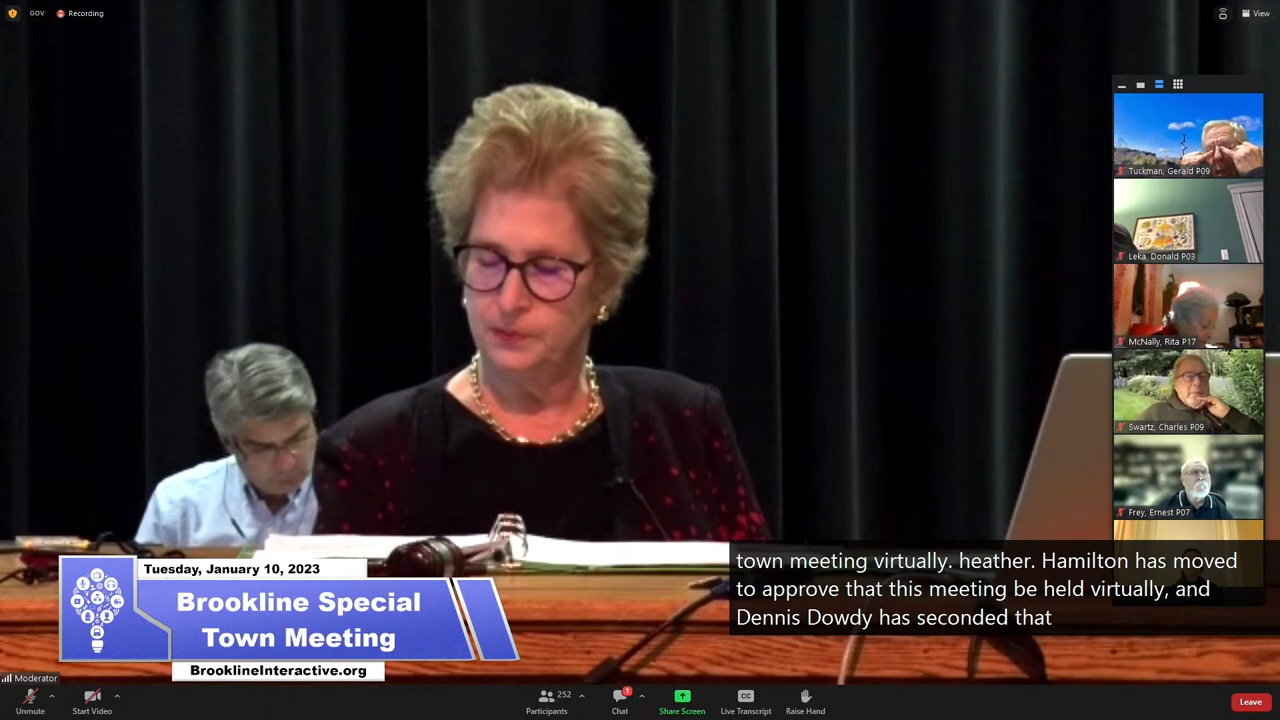 GOV
Recording
View
Tuckman, Gerald P09
Leka, Donald P03
McNally, Rita P17
Swartz, Charles P09
Frey, Ernest P07
town meeting virtually. heather. Hamilton has moved
to approve that this meeting be held virtually, and
Dennis Dowdy has seconded that
Tuesday, January 10, 2023
Brookline Special
Town Meeting
BrooklineInteractive.org
Moderator
Unmute
Start Video
252
Participants
1
Chat
Share Screen
CC
Live Transcript
Raise Hand
Leave